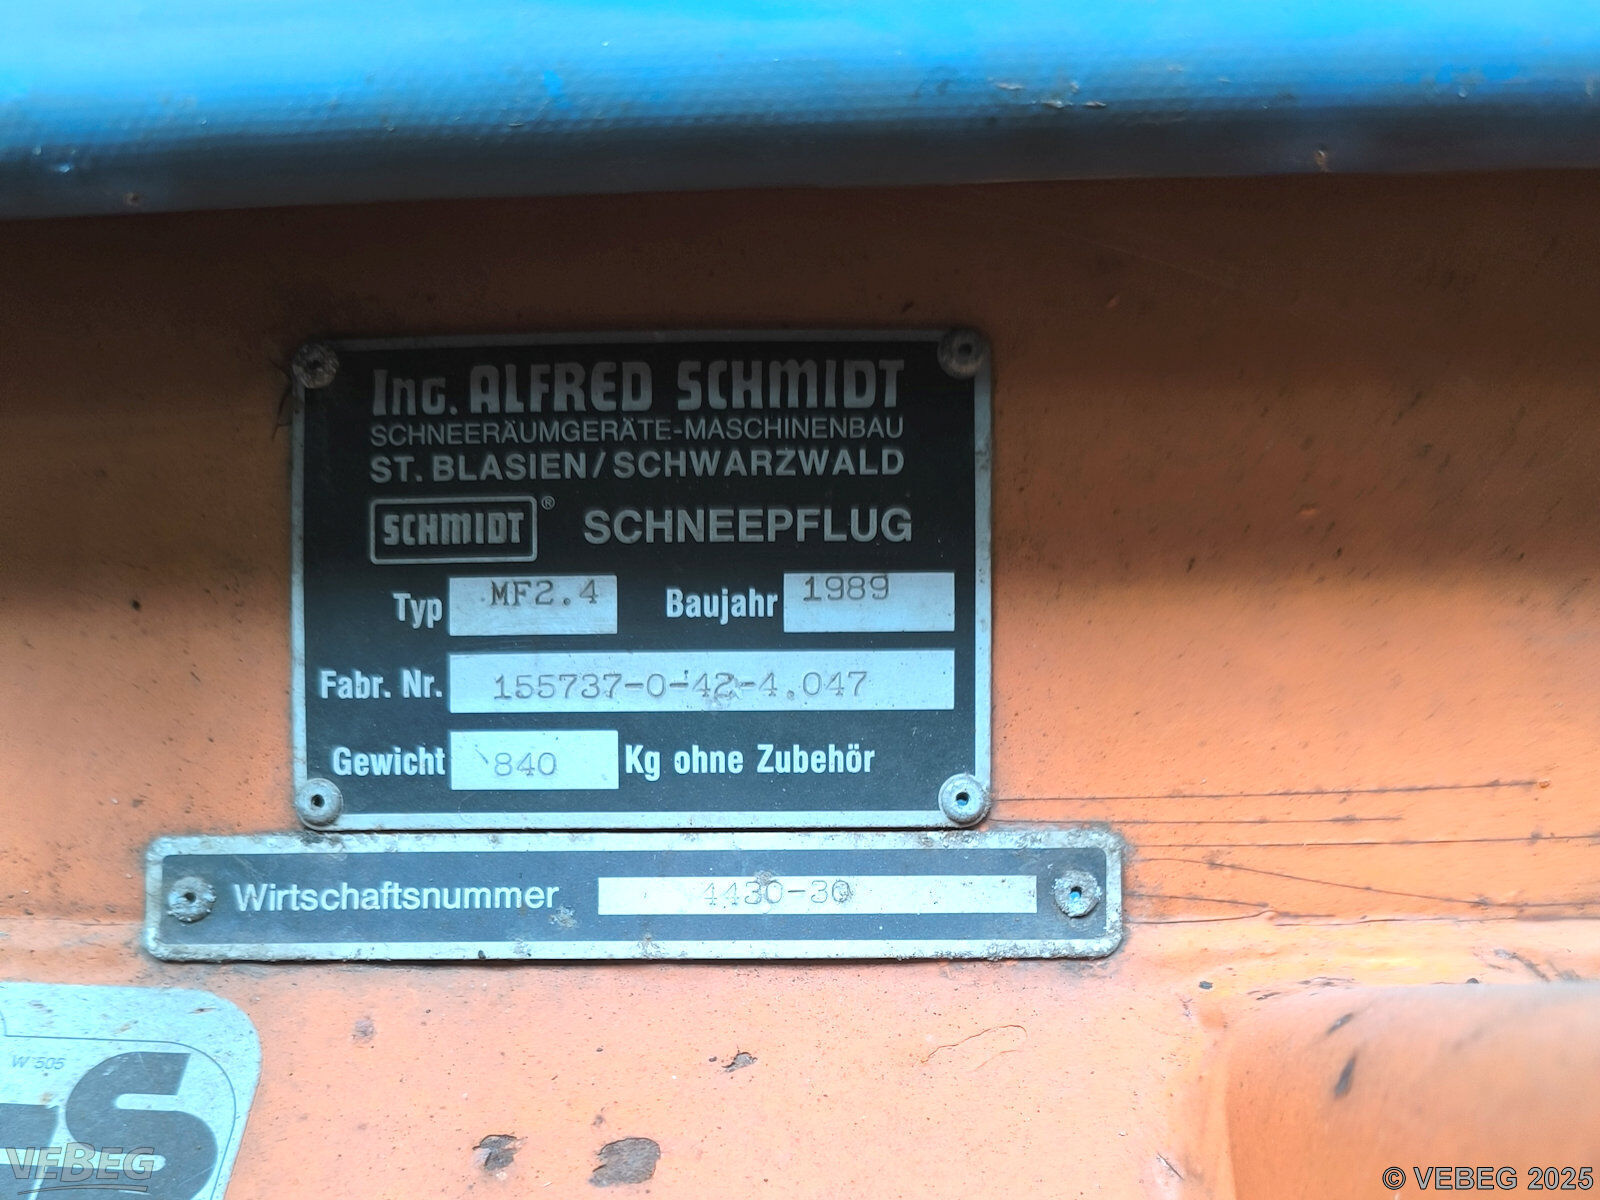 Ing. ALFRED SCHMIDT
SCHNEERÄUMGERÄTE-MASCHINENBAU
ST. BLASIEN/SCHWARZWALD
SCHMIDT® SCHNEEPFLUG
Typ MF2.4 Baujahr 1989
Fabr. Nr. 155737-0-42-4.047
Gewicht 840 Kg ohne Zubehör
Wirtschaftsnummer 4430-30
W 505
S
VEBEG
© VEBEG 2025